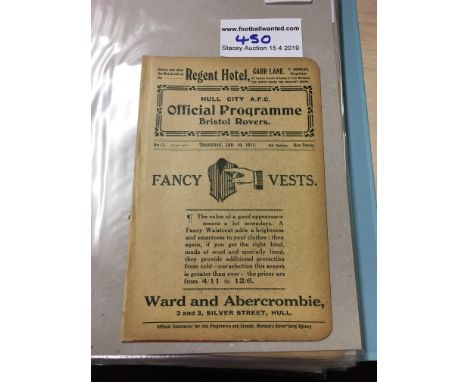 www.footballwanted.com
450
Stacey Auction 15 4 2019
Regent Hotel, CARR LANE.
HULL CITY A.F.C.
Official Programme
Bristol Rovers.
THURSDAY, JAN. 19, 1911. One Penny.
FANCY VESTS.
¶ The value of a good appearance
means a lot nowadays. A
Fancy Waistcoat adds a brightness
and smartness to your clothes; then
again, if you get the right kind,
made of wool and specially lined,
they provide additional protection
from cold—our selection this season
is greater than ever: the prices are
from 4/11 to 12/6.
Ward and Abercrombie,
2 and 3, SILVER STREET, HULL.
Official Contractor for this Programme and Ground, Hudson's Advertising Agency